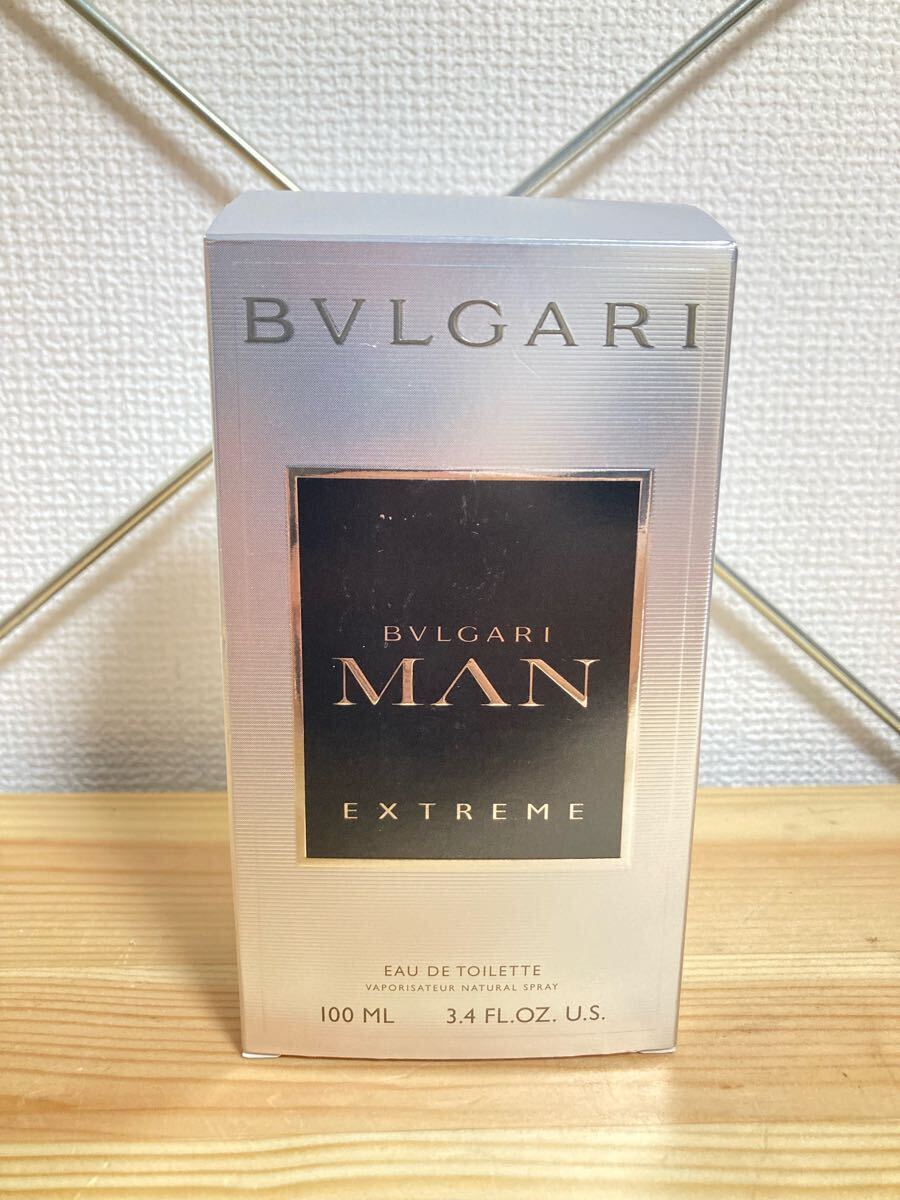 BVLGARI
BVLGARI
MAN
EXTREME
EAU DE TOILETTE
VAPORISATEUR NATURAL SPRAY
100 ML 3.4 FL.OZ. U.S.